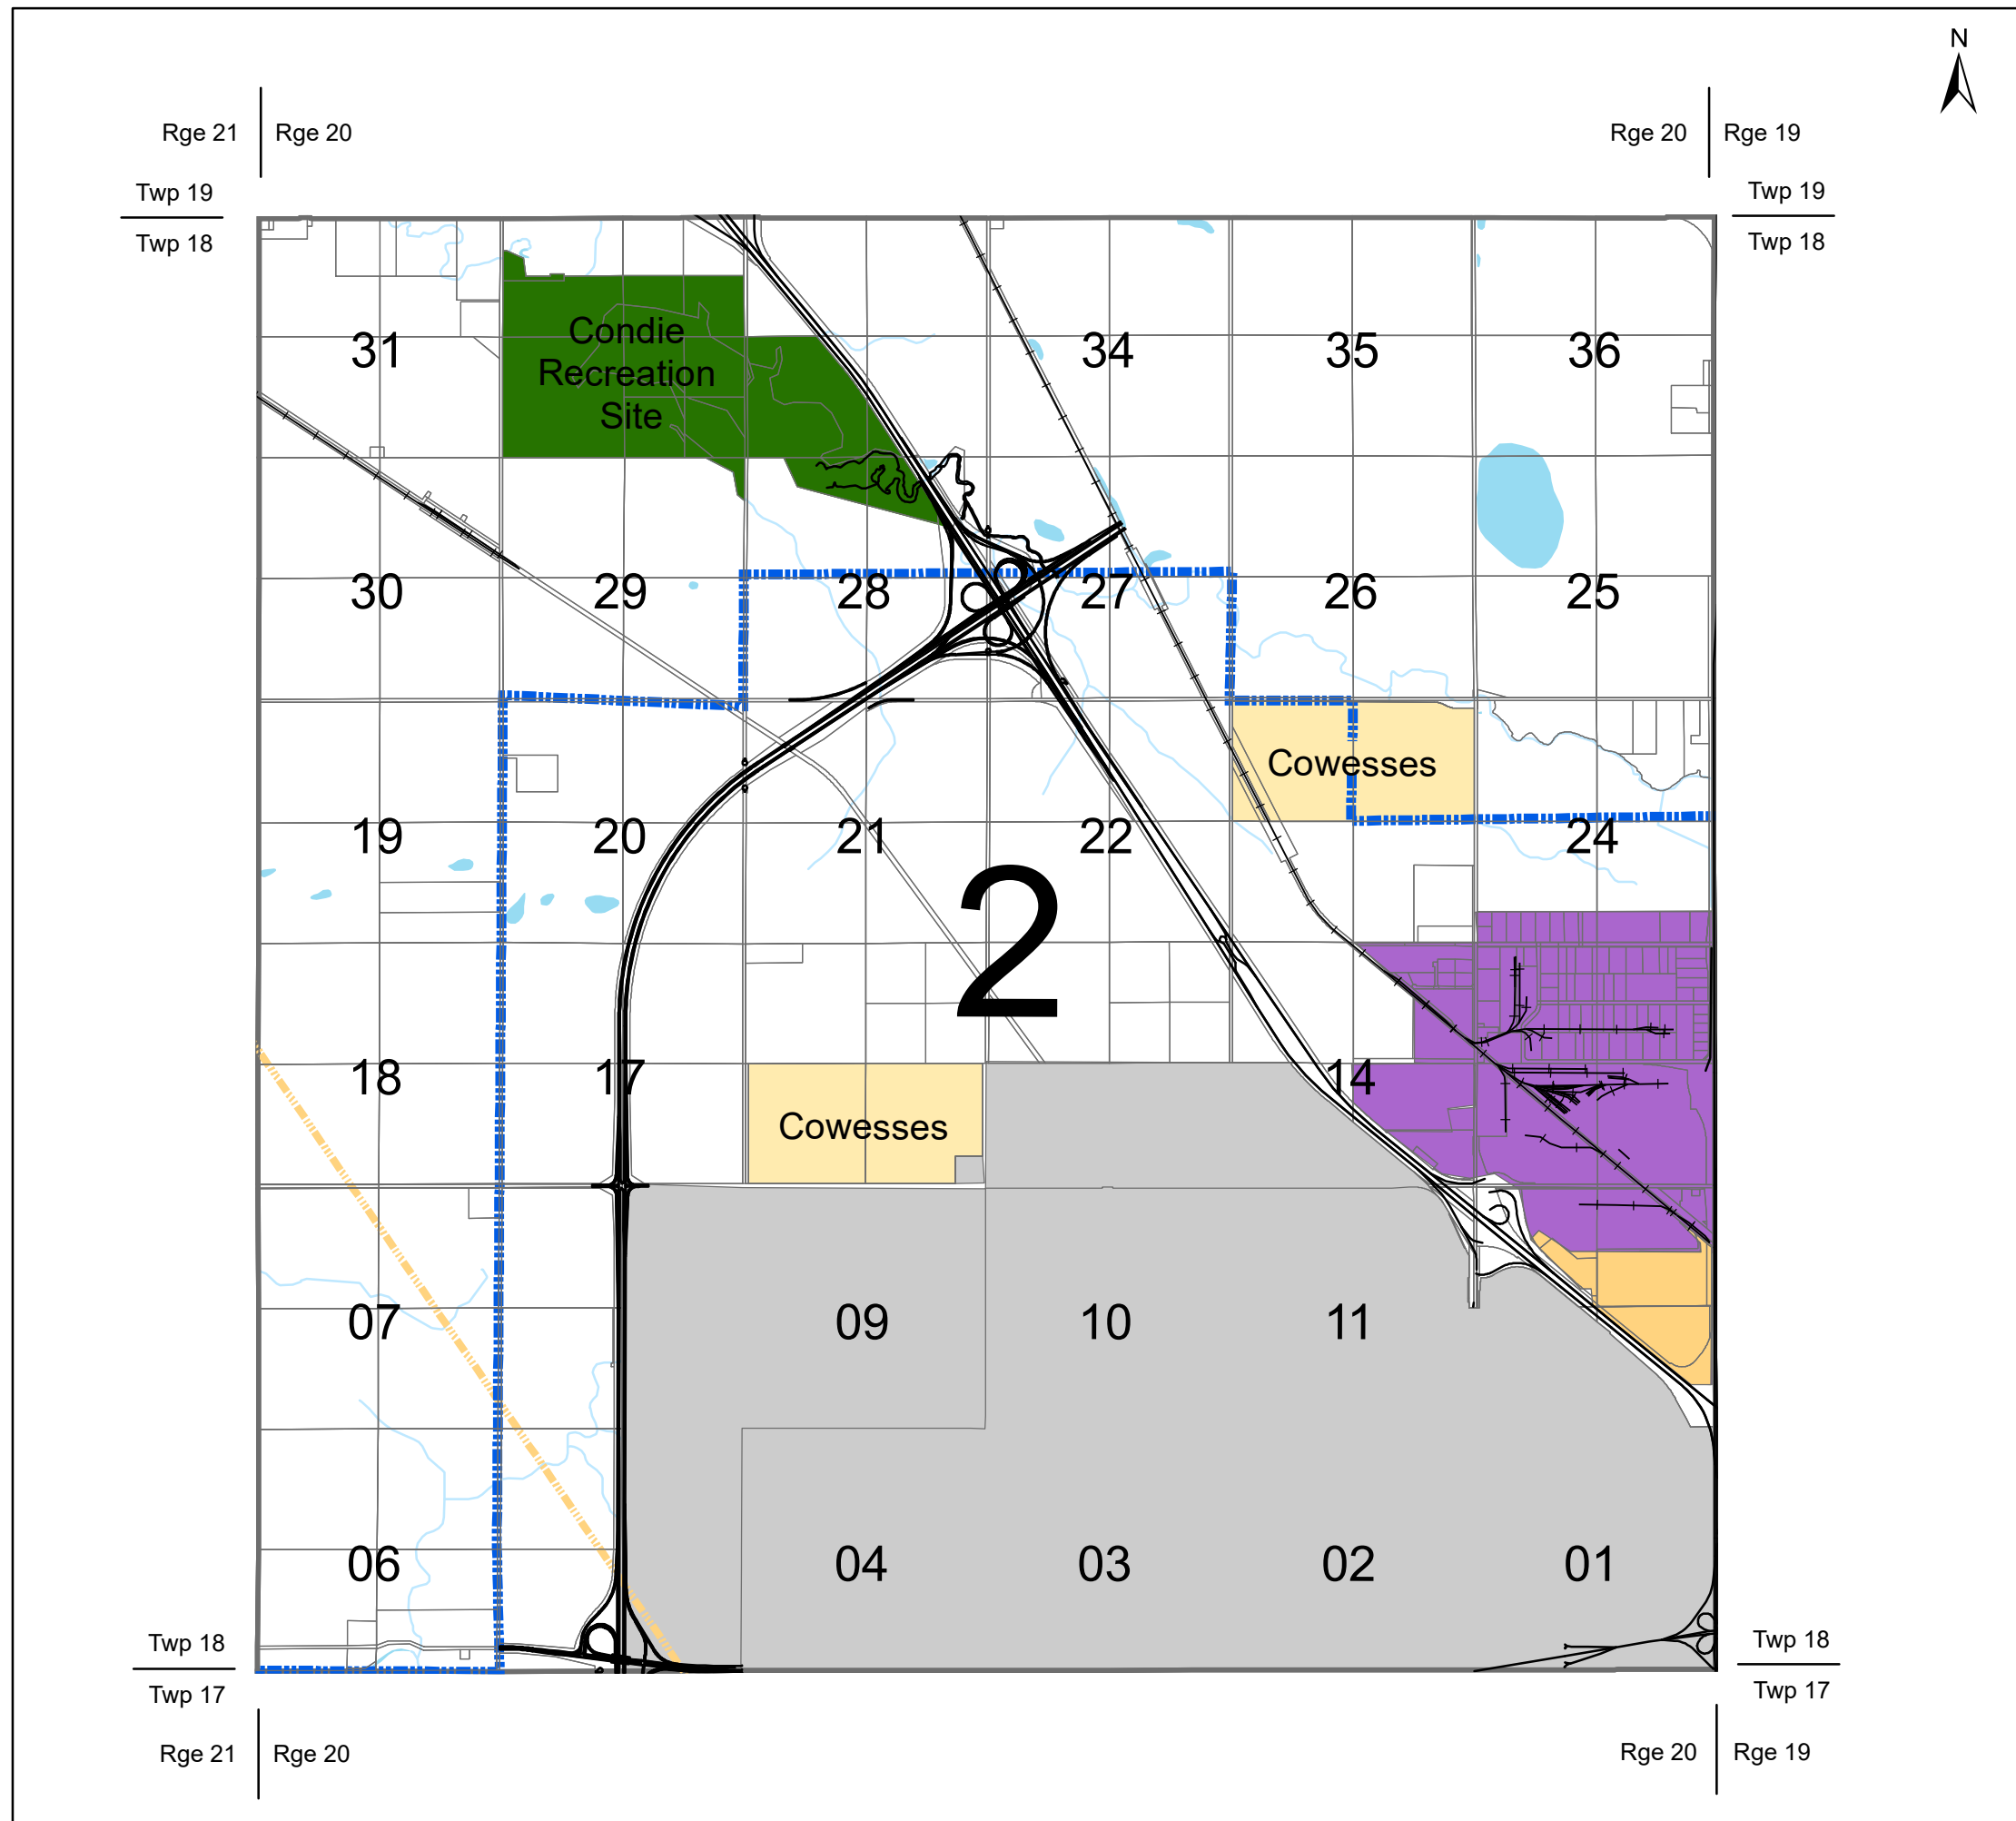 N
Rge 21 Rge 20
Rge 20 Rge 19
Twp 19
Twp 18
Twp 19
Twp 18
31
Condie
Recreation
Site
34
35
36
30
29
28
27
26
25
Cowesses
19
20
21
22
24
2
18
17
14
Cowesses
07
09
10
11
06
04
03
02
01
Twp 18
Twp 17
Twp 18
Twp 17
Rge 21 Rge 20
Rge 20 Rge 19